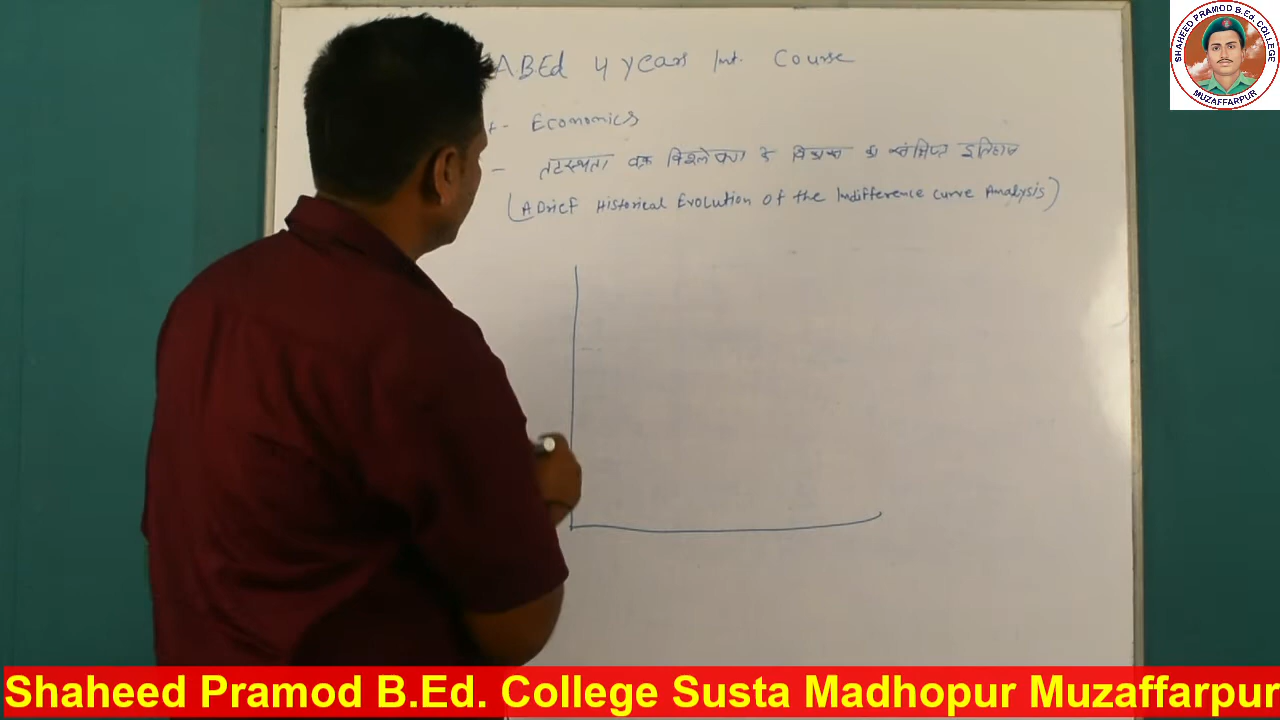 ABEd 4 years Int. Course
Economics
- तटस्थता वक्र विश्लेषण के विकास का संक्षिप्त इतिहास
(A Brief Historical Evolution of the Indifference curve Analysis)
SHAHEED PRAMOD B.Ed. COLLEGE
MUZAFFARPUR
Shaheed Pramod B.Ed. College Susta Madhopur Muzaffarpur